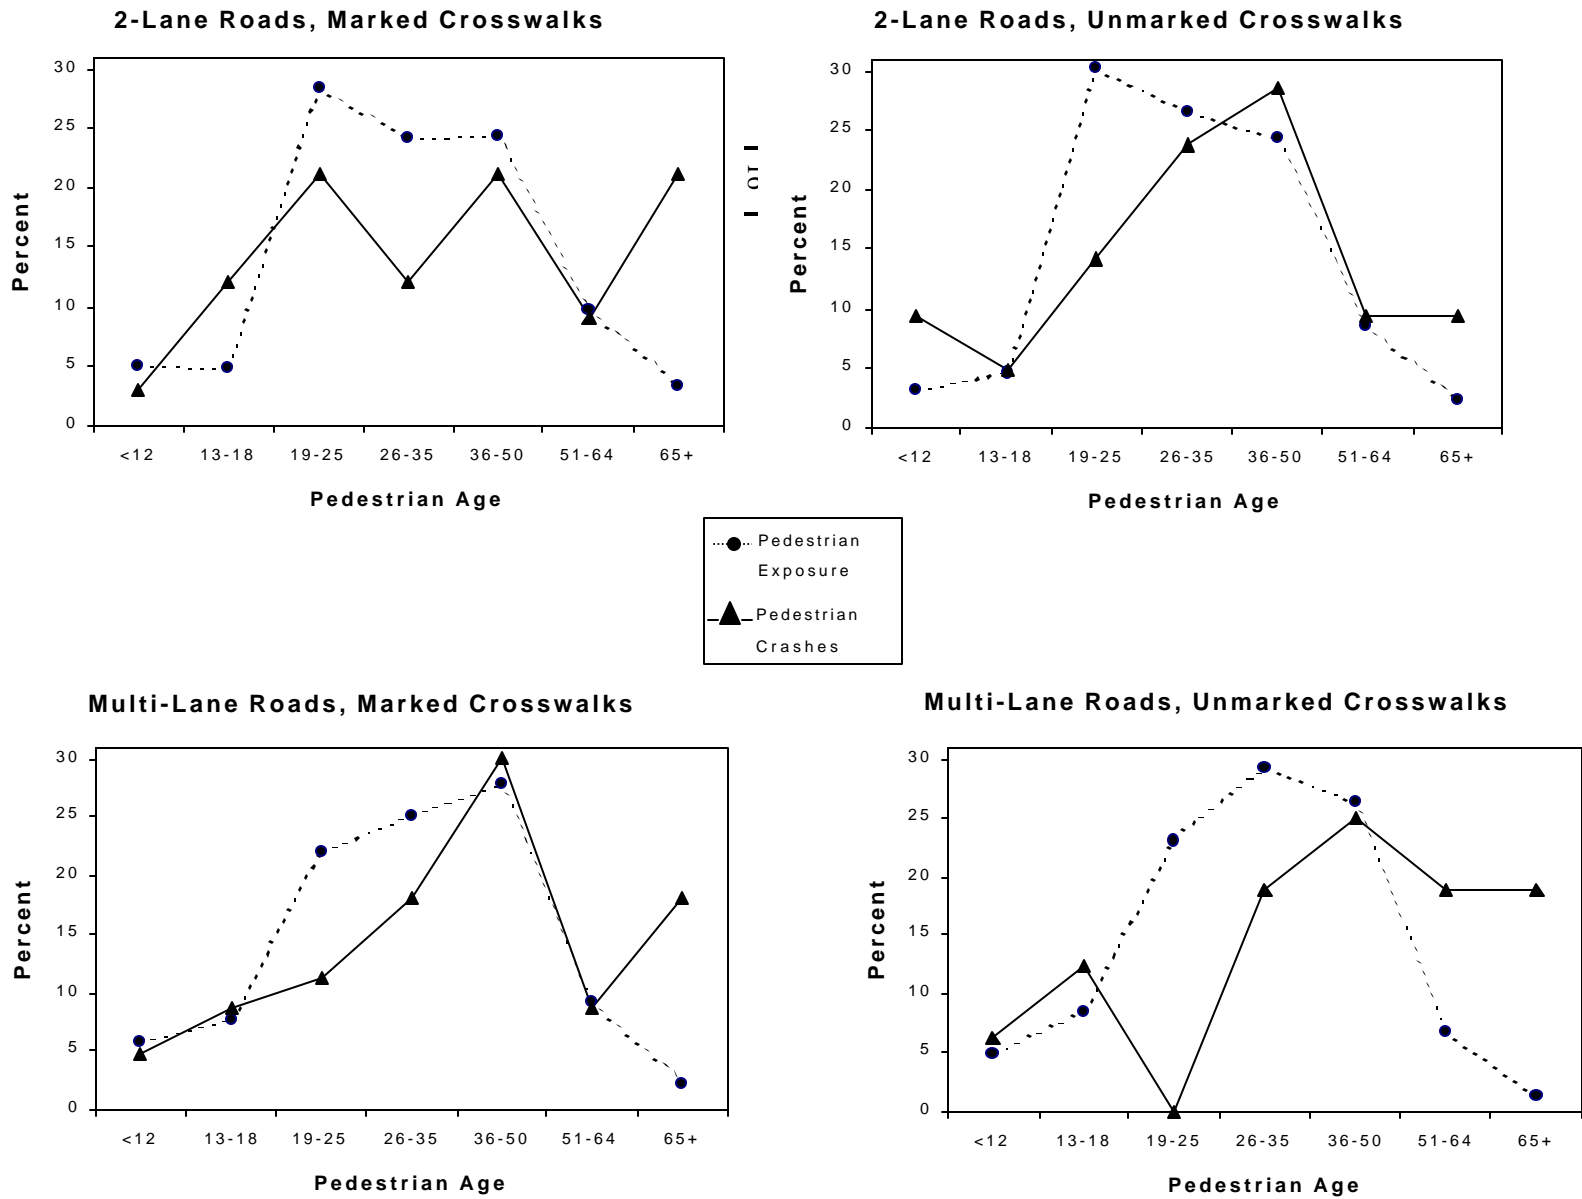 2-Lane Roads, Marked Crosswalks
30
25
20
15
10
5
0
Percent
<12 13-18 19-25 26-35 36-50 51-64 65+
Pedestrian Age
2-Lane Roads, Unmarked Crosswalks
30
25
20
15
10
5
0
Percent
<12 13-18 19-25 26-35 36-50 51-64 65+
Pedestrian Age
Pedestrian
Exposure
Pedestrian
Crashes
Multi-Lane Roads, Marked Crosswalks
30
25
20
15
10
5
0
Percent
<12 13-18 19-25 26-35 36-50 51-64 65+
Pedestrian Age
Multi-Lane Roads, Unmarked Crosswalks
30
25
20
15
10
5
0
Percent
<12 13-18 19-25 26-35 36-50 51-64 65+
Pedestrian Age